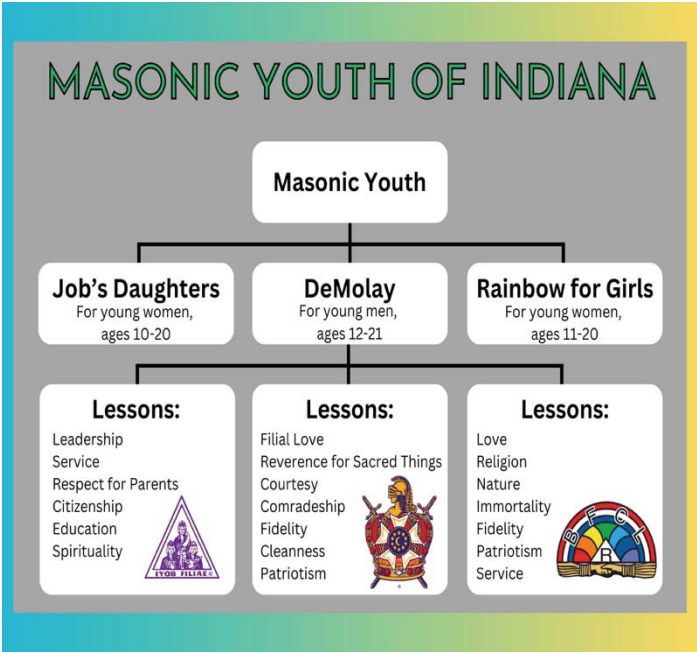 MASONIC YOUTH OF INDIANA
Masonic Youth
Job's Daughters
For young women,
ages 10-20
DeMolay
For young men,
ages 12-21
Rainbow for Girls
For young women,
ages 11-20
Lessons:
Leadership
Service
Respect for Parents
Citizenship
Education
Spirituality
IYOB FILIAE
Lessons:
Filial Love
Reverence for Sacred Things
Courtesy
Comradeship
Fidelity
Cleanness
Patriotism
Lessons:
Love
Religion
Nature
Immortality
Fidelity
Patriotism
Service
B F C L
R